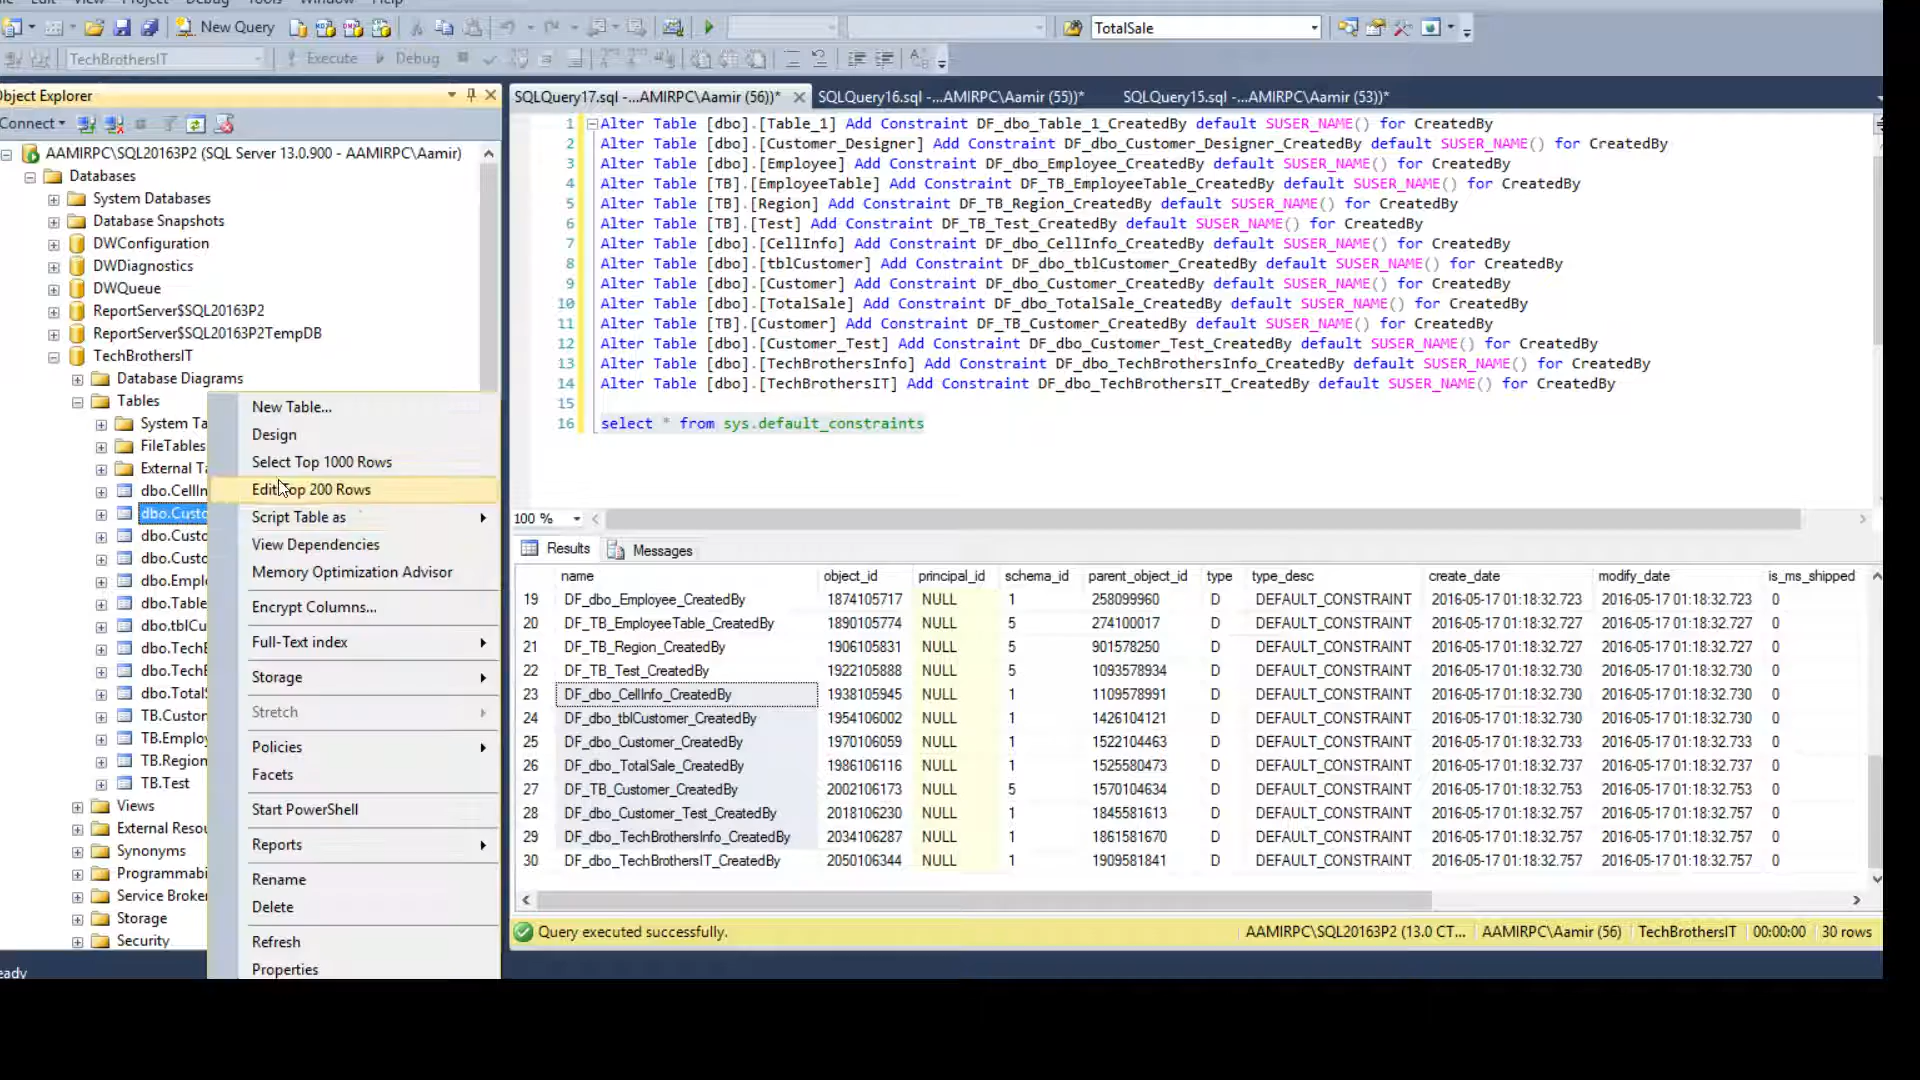 View Project Debug Tools Window Help
New Query
TotalSale
TechBrothersIT
Execute
Debug
Object Explorer
Connect
AAMIRPC\SQL20163P2 (SQL Server 13.0.900 - AAMIRPC\Aamir)
Databases
System Databases
Database Snapshots
DWConfiguration
DWDiagnostics
DWQueue
ReportServer$SQL20163P2
ReportServer$SQL20163P2TempDB
TechBrothersIT
Database Diagrams
Tables
System Ta
FileTables
External Ta
dbo.CellIn
dbo.Custo
dbo.Custo
dbo.Custo
dbo.Emplo
dbo.Table
dbo.tblCu
dbo.TechB
dbo.TechB
dbo.TotalS
TB.Custon
TB.Employ
TB.Region
TB.Test
Views
External Resou
Synonyms
Programmabi
Service Broker
Storage
Security
New Table...
Design
Select Top 1000 Rows
Edit Top 200 Rows
Script Table as
View Dependencies
Memory Optimization Advisor
Encrypt Columns...
Full-Text index
Storage
Stretch
Policies
Facets
Start PowerShell
Reports
Rename
Delete
Refresh
Properties
SQLQuery17.sql -...AMIRPC\Aamir (56))* SQLQuery16.sql -...AMIRPC\Aamir (55))* SQLQuery15.sql -...AMIRPC\Aamir (53))*
1 Alter Table [dbo].[Table_1] Add Constraint DF_dbo_Table_1_CreatedBy default SUSER_NAME() for CreatedBy
2 Alter Table [dbo].[Customer_Designer] Add Constraint DF_dbo_Customer_Designer_CreatedBy default SUSER_NAME() for CreatedBy
3 Alter Table [dbo].[Employee] Add Constraint DF_dbo_Employee_CreatedBy default SUSER_NAME() for CreatedBy
4 Alter Table [TB].[EmployeeTable] Add Constraint DF_TB_EmployeeTable_CreatedBy default SUSER_NAME() for CreatedBy
5 Alter Table [TB].[Region] Add Constraint DF_TB_Region_CreatedBy default SUSER_NAME() for CreatedBy
6 Alter Table [TB].[Test] Add Constraint DF_TB_Test_CreatedBy default SUSER_NAME() for CreatedBy
7 Alter Table [dbo].[CellInfo] Add Constraint DF_dbo_CellInfo_CreatedBy default SUSER_NAME() for CreatedBy
8 Alter Table [dbo].[tblCustomer] Add Constraint DF_dbo_tblCustomer_CreatedBy default SUSER_NAME() for CreatedBy
9 Alter Table [dbo].[Customer] Add Constraint DF_dbo_Customer_CreatedBy default SUSER_NAME() for CreatedBy
10 Alter Table [dbo].[TotalSale] Add Constraint DF_dbo_TotalSale_CreatedBy default SUSER_NAME() for CreatedBy
11 Alter Table [TB].[Customer] Add Constraint DF_TB_Customer_CreatedBy default SUSER_NAME() for CreatedBy
12 Alter Table [dbo].[Customer_Test] Add Constraint DF_dbo_Customer_Test_CreatedBy default SUSER_NAME() for CreatedBy
13 Alter Table [dbo].[TechBrothersInfo] Add Constraint DF_dbo_TechBrothersInfo_CreatedBy default SUSER_NAME() for CreatedBy
14 Alter Table [dbo].[TechBrothersIT] Add Constraint DF_dbo_TechBrothersIT_CreatedBy default SUSER_NAME() for CreatedBy
15
16 select * from sys.default_constraints
100 %
Results Messages
name object_id principal_id schema_id parent_object_id type type_desc create_date modify_date is_ms_shipped
19 DF_dbo_Employee_CreatedBy 1874105717 NULL 1 258099960 D DEFAULT_CONSTRAINT 2016-05-17 01:18:32.723 2016-05-17 01:18:32.723 0
20 DF_TB_EmployeeTable_CreatedBy 1890105774 NULL 5 274100017 D DEFAULT_CONSTRAINT 2016-05-17 01:18:32.727 2016-05-17 01:18:32.727 0
21 DF_TB_Region_CreatedBy 1906105831 NULL 5 901578250 D DEFAULT_CONSTRAINT 2016-05-17 01:18:32.727 2016-05-17 01:18:32.727 0
22 DF_TB_Test_CreatedBy 1922105888 NULL 5 1093578934 D DEFAULT_CONSTRAINT 2016-05-17 01:18:32.730 2016-05-17 01:18:32.730 0
23 DF_dbo_CellInfo_CreatedBy 1938105945 NULL 1 1109578991 D DEFAULT_CONSTRAINT 2016-05-17 01:18:32.730 2016-05-17 01:18:32.730 0
24 DF_dbo_tblCustomer_CreatedBy 1954106002 NULL 1 1426104121 D DEFAULT_CONSTRAINT 2016-05-17 01:18:32.730 2016-05-17 01:18:32.730 0
25 DF_dbo_Customer_CreatedBy 1970106059 NULL 1 1522104463 D DEFAULT_CONSTRAINT 2016-05-17 01:18:32.733 2016-05-17 01:18:32.733 0
26 DF_dbo_TotalSale_CreatedBy 1986106116 NULL 1 1525580473 D DEFAULT_CONSTRAINT 2016-05-17 01:18:32.737 2016-05-17 01:18:32.737 0
27 DF_TB_Customer_CreatedBy 2002106173 NULL 5 1570104634 D DEFAULT_CONSTRAINT 2016-05-17 01:18:32.753 2016-05-17 01:18:32.753 0
28 DF_dbo_Customer_Test_CreatedBy 2018106230 NULL 1 1845581613 D DEFAULT_CONSTRAINT 2016-05-17 01:18:32.757 2016-05-17 01:18:32.757 0
29 DF_dbo_TechBrothersInfo_CreatedBy 2034106287 NULL 1 1861581670 D DEFAULT_CONSTRAINT 2016-05-17 01:18:32.757 2016-05-17 01:18:32.757 0
30 DF_dbo_TechBrothersIT_CreatedBy 2050106344 NULL 1 1909581841 D DEFAULT_CONSTRAINT 2016-05-17 01:18:32.757 2016-05-17 01:18:32.757 0
Query executed successfully. AAMIRPC\SQL20163P2 (13.0 CT... AAMIRPC\Aamir (56) TechBrothersIT 00:00:00 30 rows
eady